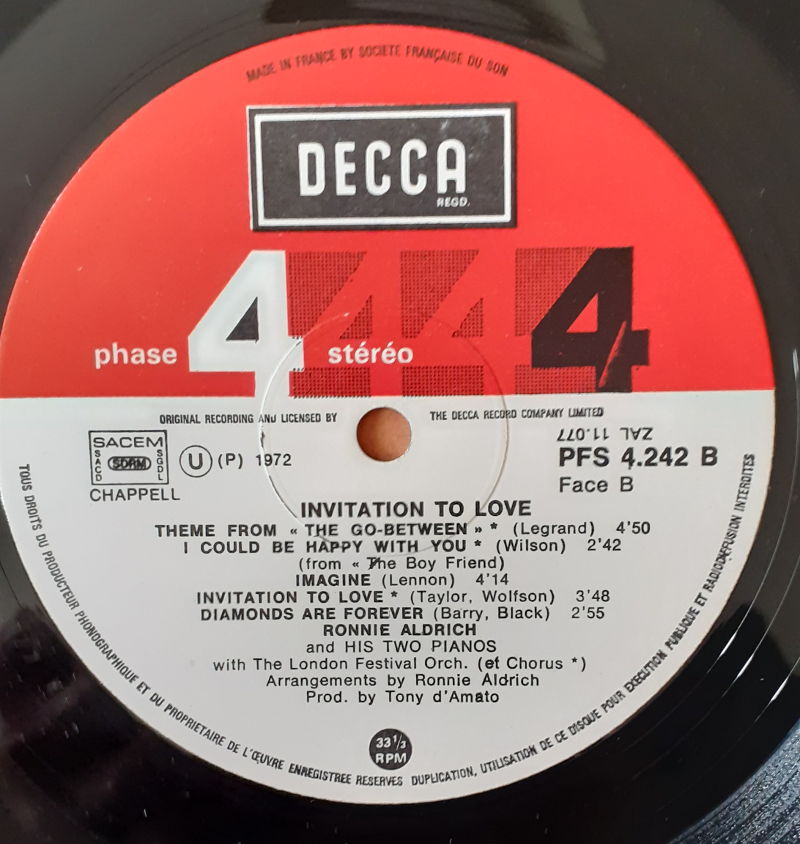 MADE IN FRANCE BY SOCIETE FRANÇAISE DU SON
DECCA
REGD.
phase 4 stéréo 4 4 4
ORIGINAL RECORDING AND LICENSED BY THE DECCA RECORD COMPANY LIMITED
ZAL 11.077
SACEM
SACD SDRM SGDL
CHAPPELL
U (P) 1972
PFS 4.242 B
Face B
INVITATION TO LOVE
THEME FROM « THE GO-BETWEEN » * (Legrand) 4'50
I COULD BE HAPPY WITH YOU * (Wilson) 2'42
(from « The Boy Friend)
IMAGINE (Lennon) 4'14
INVITATION TO LOVE * (Taylor, Wolfson) 3'48
DIAMONDS ARE FOREVER (Barry, Black) 2'55
RONNIE ALDRICH
and HIS TWO PIANOS
with The London Festival Orch. (et Chorus *)
Arrangements by Ronnie Aldrich
Prod. by Tony d'Amato
33 1/3
RPM
TOUS DROITS DU PRODUCTEUR PHONOGRAPHIQUE ET DU PROPRIETAIRE DE L'ŒUVRE ENREGISTREE RESERVES DUPLICATION, UTILISATION DE CE DISQUE POUR EXECUTION PUBLIQUE ET RADIODIFFUSION INTERDITES